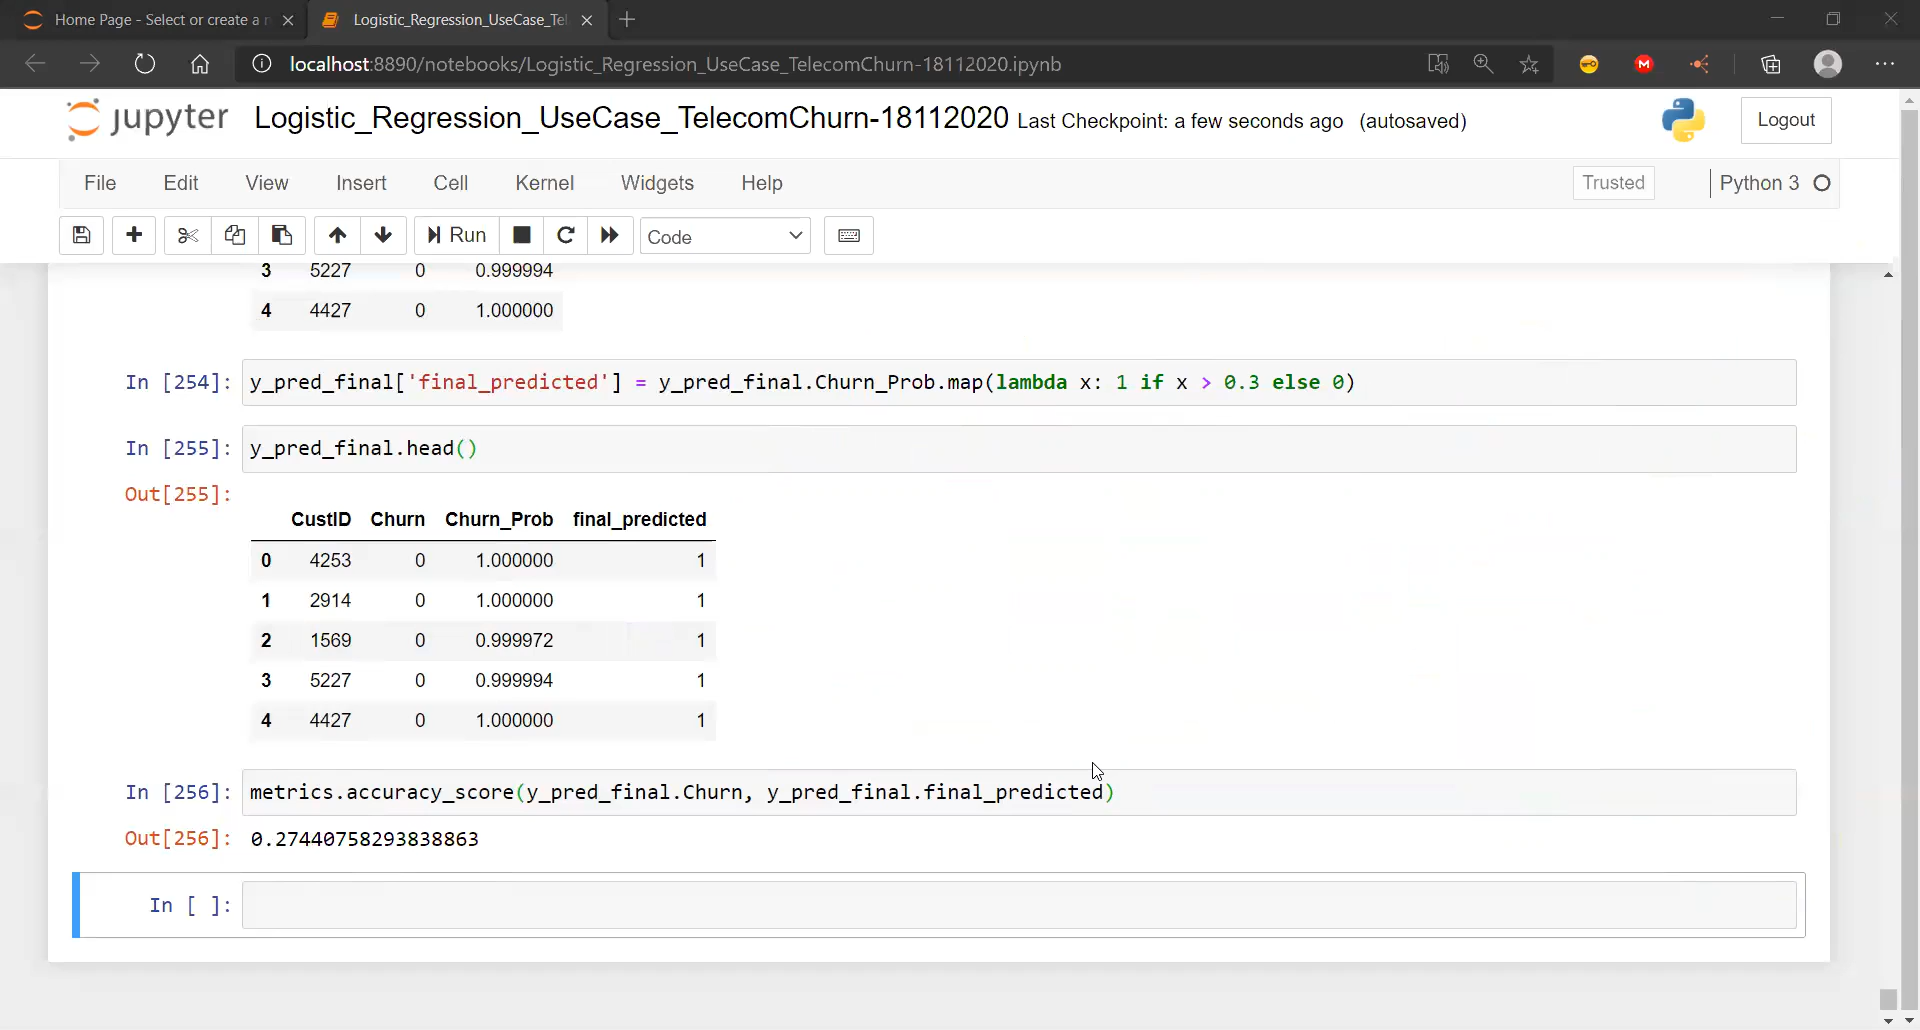 Home Page - Select or create a n
Logistic_Regression_UseCase_Tel
localhost:8890/notebooks/Logistic_Regression_UseCase_TelecomChurn-18112020.ipynb
M
jupyter Logistic_Regression_UseCase_TelecomChurn-18112020 Last Checkpoint: a few seconds ago (autosaved)
Logout
File Edit View Insert Cell Kernel Widgets Help
Trusted
Python 3
Run
Code
3 5227 0 0.999994
4 4427 0 1.000000
In [254]: y_pred_final['final_predicted'] = y_pred_final.Churn_Prob.map(lambda x: 1 if x > 0.3 else 0)
In [255]: y_pred_final.head()
Out[255]:
CustID Churn Churn_Prob final_predicted
0 4253 0 1.000000 1
1 2914 0 1.000000 1
2 1569 0 0.999972 1
3 5227 0 0.999994 1
4 4427 0 1.000000 1
In [256]: metrics.accuracy_score(y_pred_final.Churn, y_pred_final.final_predicted)
Out[256]: 0.27440758293838863
In [ ]: